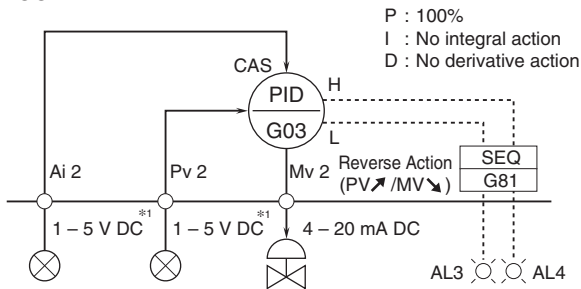 P : 100%
I : No integral action
D : No derivative action
CAS
PID
G03
H
L
Ai 2
Pv 2
Mv 2
Reverse Action
(PV↗ /MV↘)
SEQ
G81
1 – 5 V DC*1
1 – 5 V DC*1
4 – 20 mA DC
AL3
AL4